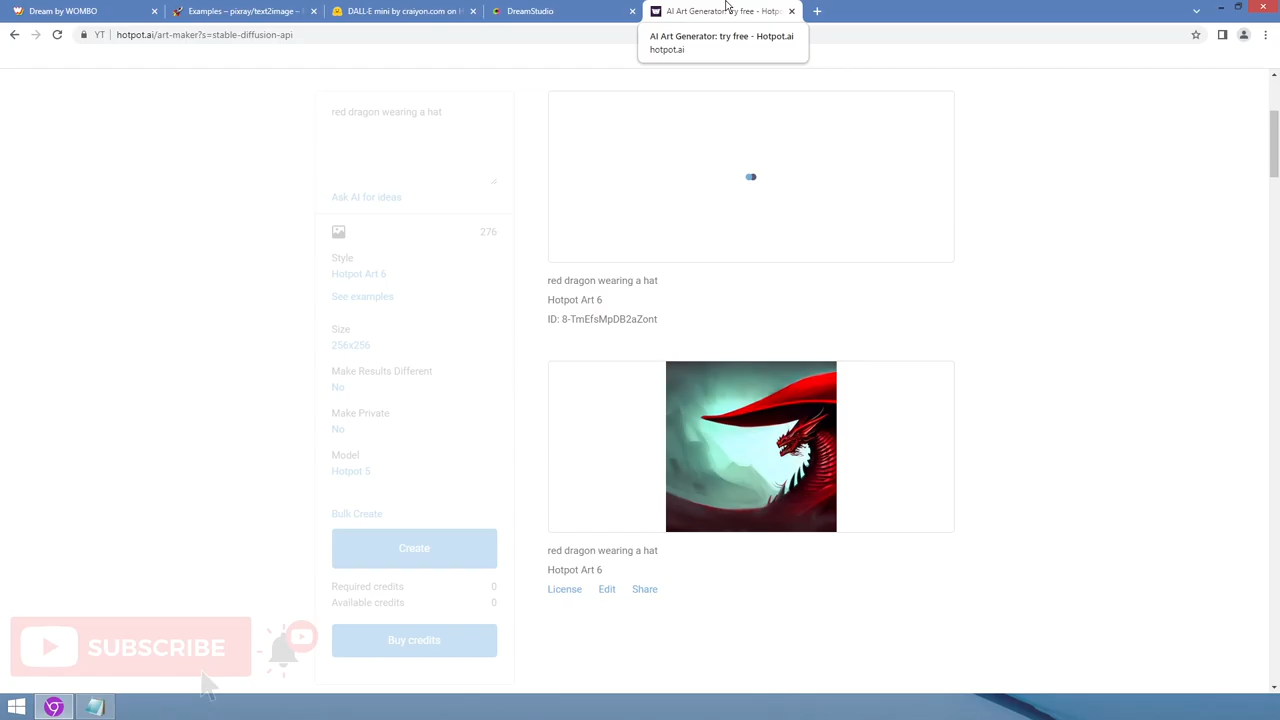 Dream by WOMBO
Examples – pixray/text2image –
DALL·E mini by craiyon.com on H
DreamStudio
AI Art Generator: try free - Hotpo
YT
hotpot.ai/art-maker?s=stable-diffusion-api
AI Art Generator: try free - Hotpot.ai
hotpot.ai
red dragon wearing a hat
Ask AI for ideas
276
Style
Hotpot Art 6
See examples
Size
256x256
Make Results Different
No
Make Private
No
Model
Hotpot 5
Bulk Create
Create
Required credits 0
Available credits 0
Buy credits
red dragon wearing a hat
Hotpot Art 6
ID: 8-TmEfsMpDB2aZont
red dragon wearing a hat
Hotpot Art 6
License Edit Share
SUBSCRIBE